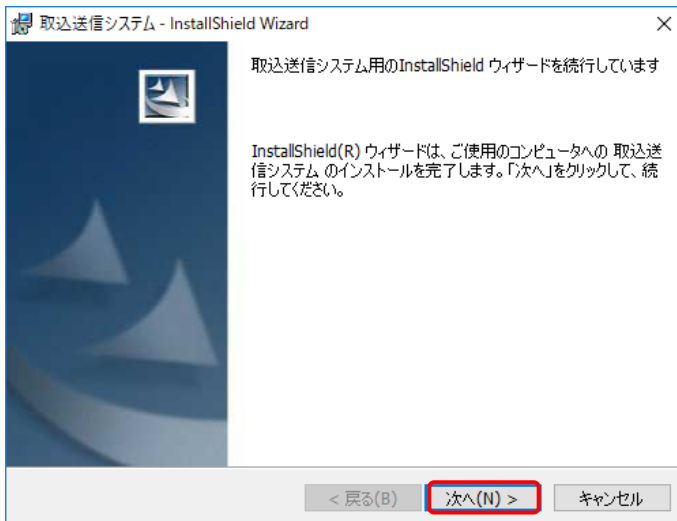 取込送信システム - InstallShield Wizard
取込送信システム用のInstallShield ウィザードを続行しています
InstallShield(R) ウィザードは、ご使用のコンピュータへの 取込送
信システム のインストールを完了します。「次へ」をクリックして、続
行してください。
< 戻る(B)
次へ(N) >
キャンセル